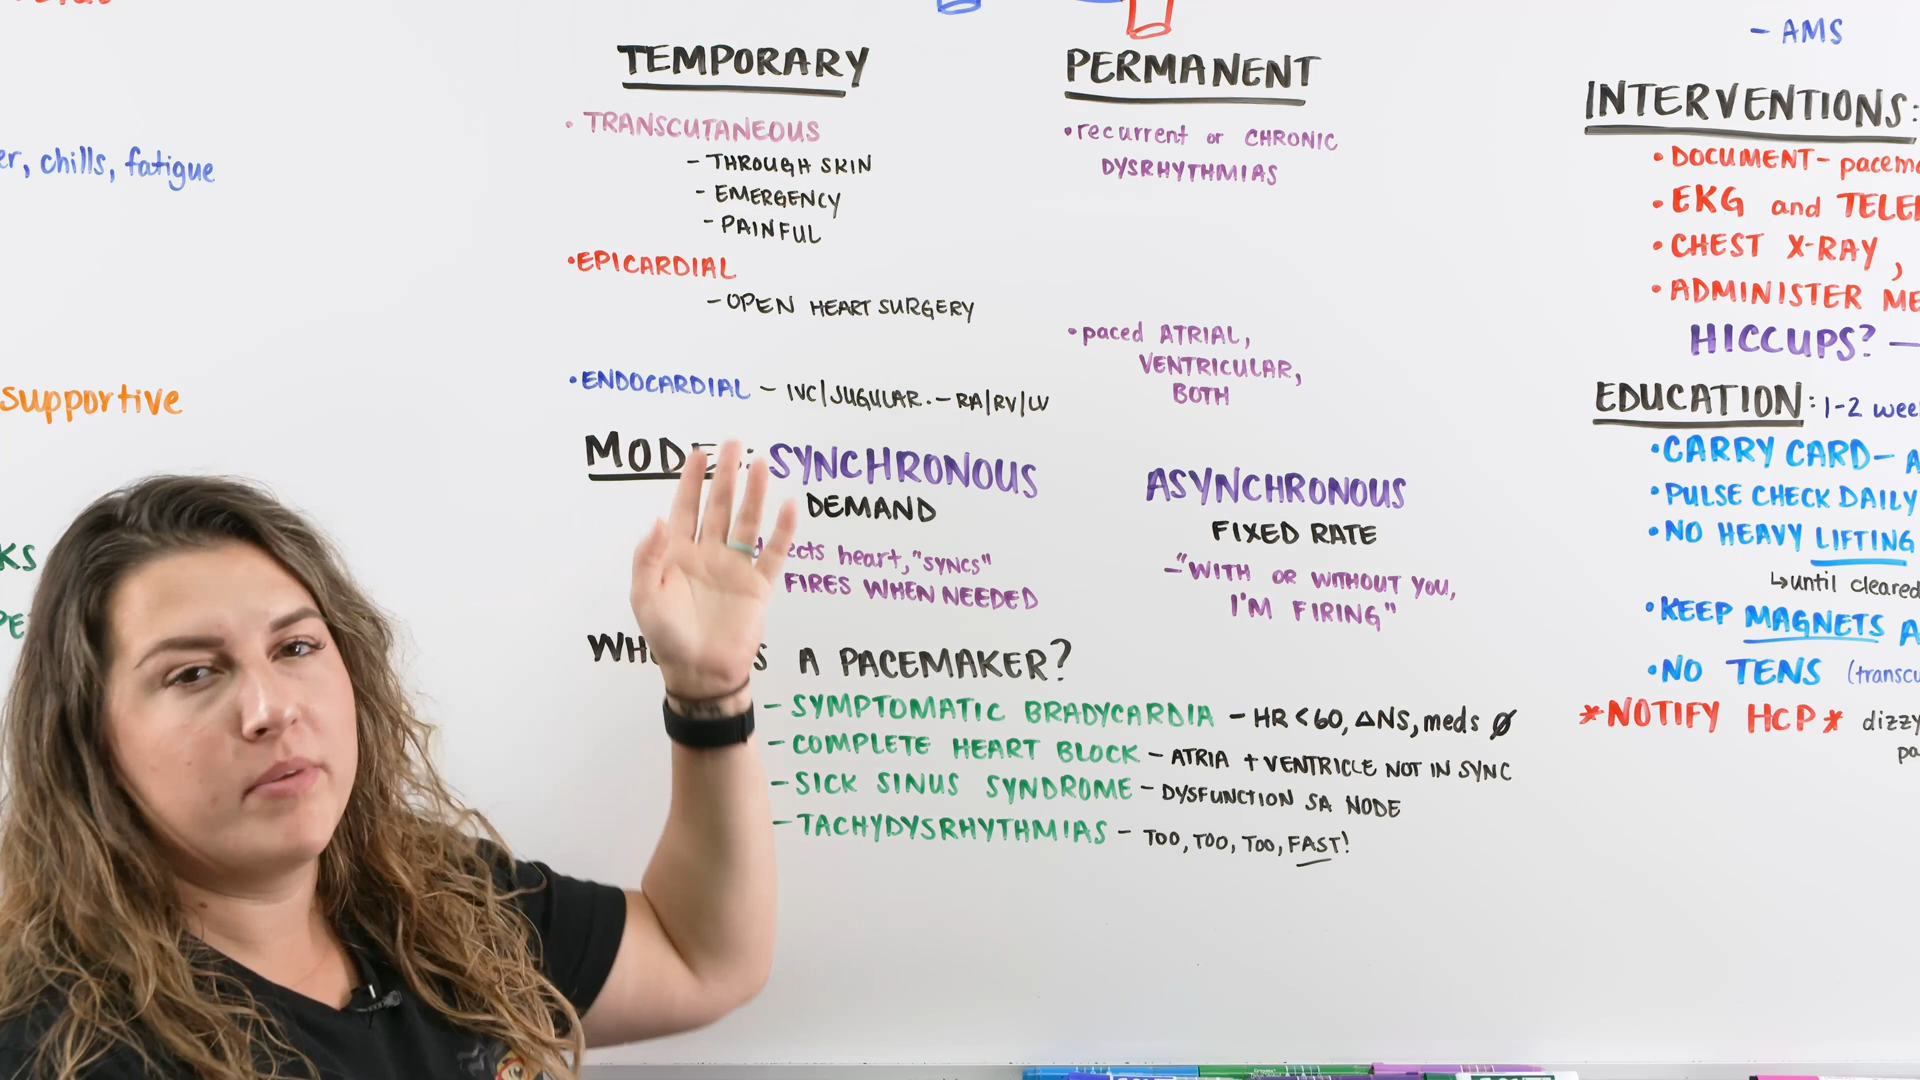 er, chills, fatigue
supportive
KS
PE
TEMPORARY
• TRANSCUTANEOUS
- THROUGH SKIN
- EMERGENCY
- PAINFUL
•EPICARDIAL
- OPEN HEART SURGERY
•ENDOCARDIAL - IVC/JUGULAR. - RA/RV/LV
PERMANENT
•recurrent or CHRONIC
DYSRHYTHMIAS
•paced ATRIAL,
VENTRICULAR,
BOTH
MODE : SYNCHRONOUS
DEMAND
ects heart, "SYNCS"
FIRES WHEN NEEDED
ASYNCHRONOUS
FIXED RATE
-"WITH OR WITHOUT YOU,
I'M FIRING"
WH S A PACEMAKER?
- SYMPTOMATIC BRADYCARDIA - HR < 60, ΔNS, meds Ø
- COMPLETE HEART BLOCK - ATRIA + VENTRICLE NOT IN SYNC
- SICK SINUS SYNDROME - DYSFUNCTION SA NODE
- TACHYDYSRHYTHMIAS - TOO, TOO, TOO, FAST!
- AMS
INTERVENTIONS:
• DOCUMENT- pacema
• EKG and TELE
• CHEST X-RAY,
• ADMINISTER ME
HICCUPS? -
EDUCATION: 1-2 wee
•CARRY CARD- A
•PULSE CHECK DAILY
•NO HEAVY LIFTING
↳until cleared
•KEEP MAGNETS A
•NO TENS (transcu
*NOTIFY HCP* dizzy
pa